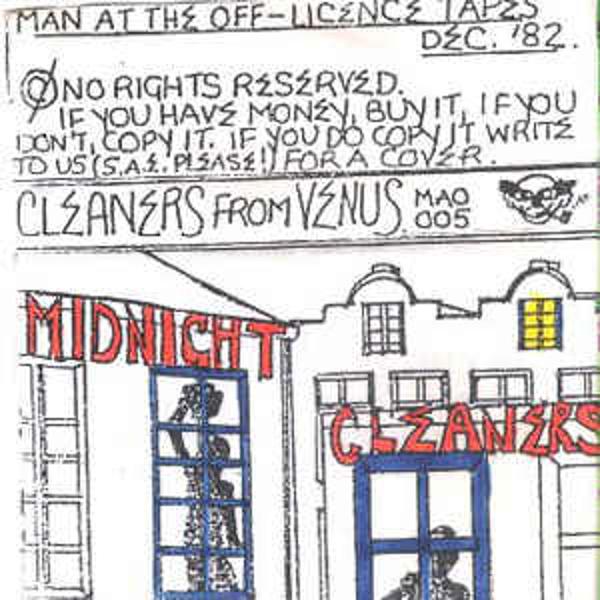 MAN AT THE OFF-LICENCE TAPES
DEC. '82.
NO RIGHTS RESERVED.
IF YOU HAVE MONEY, BUY IT, IF YOU
DON'T, COPY IT. IF YOU DO COPY IT WRITE
TO US (S.A.E. PLEASE!) FOR A COVER.
CLEANERS FROM VENUS MAO
005
MIDNIGHT
CLEANERS